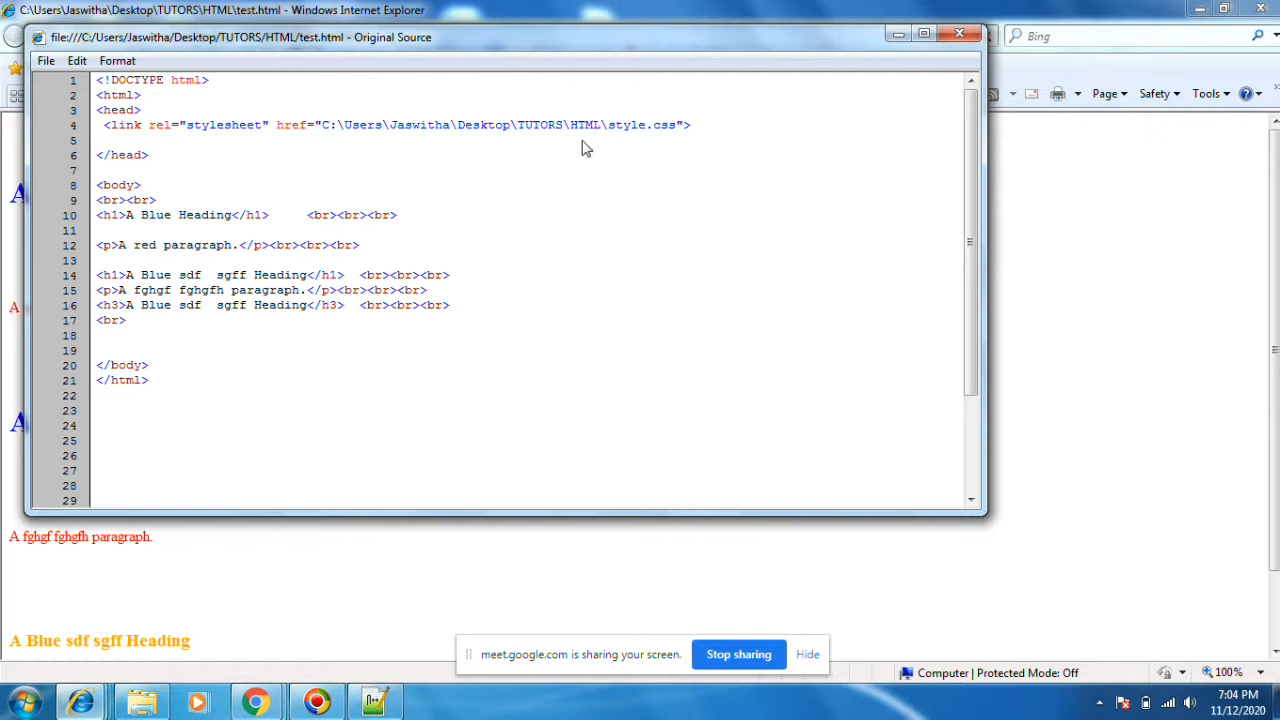 C:\Users\Jaswitha\Desktop\TUTORS\HTML\test.html - Windows Internet Explorer
file:///C:/Users/Jaswitha/Desktop/TUTORS/HTML/test.html - Original Source
Bing
File Edit Format
Page Safety Tools
1 <!DOCTYPE html>
2 <html>
3 <head>
4 <link rel="stylesheet" href="C:\Users\Jaswitha\Desktop\TUTORS\HTML\style.css">
5
6 </head>
7
8 <body>
9 <br><br>
10 <h1>A Blue Heading</h1> <br><br><br>
11
12 <p>A red paragraph.</p><br><br><br>
13
14 <h1>A Blue sdf sgff Heading</h1> <br><br><br>
15 <p>A fghgf fghgfh paragraph.</p><br><br><br>
16 <h3>A Blue sdf sgff Heading</h3> <br><br><br>
17 <br>
18
19
20 </body>
21 </html>
22
23
24
25
26
27
28
29
A
A
A
A fghgf fghgfh paragraph.
A Blue sdf sgff Heading
meet.google.com is sharing your screen. Stop sharing Hide
Computer | Protected Mode: Off
100%
7:04 PM
11/12/2020